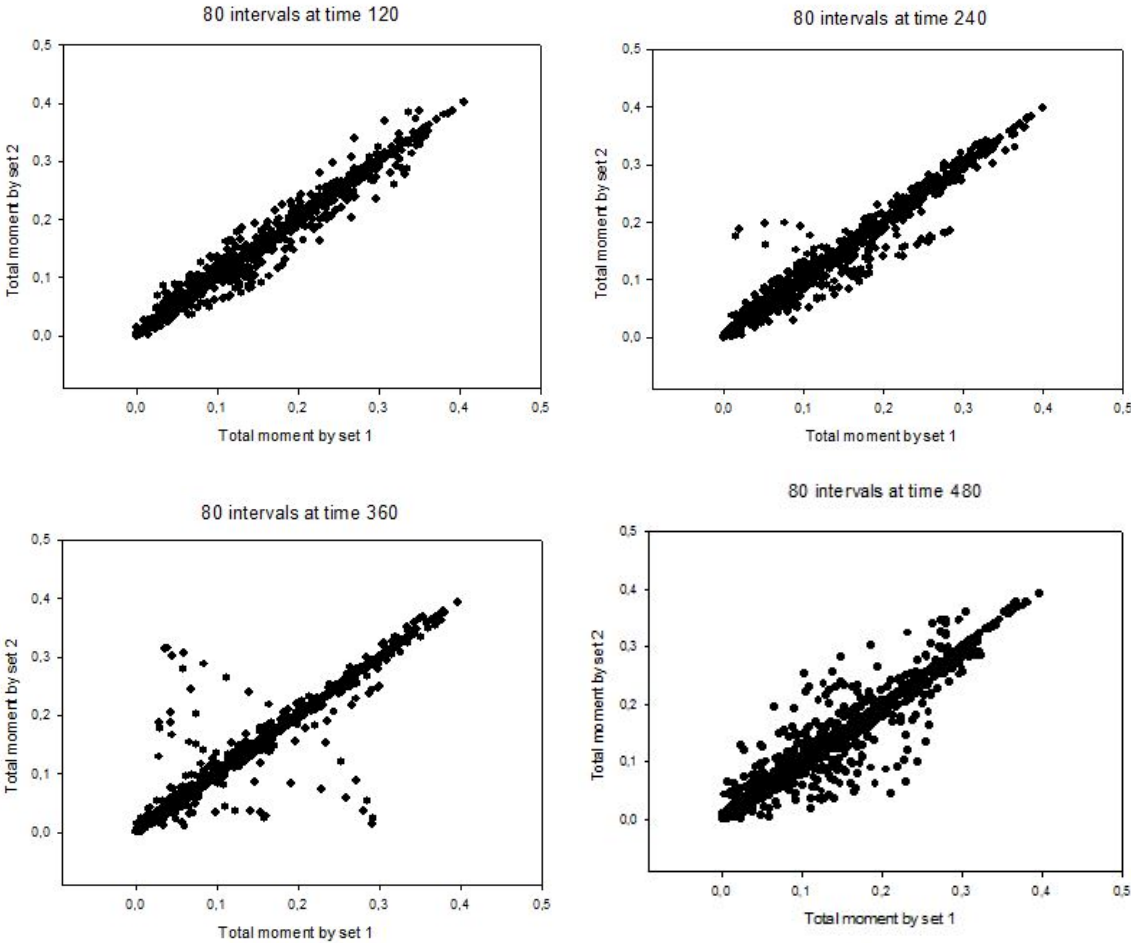 80 intervals at time 120
Total moment by set 2
0,5
0,4
0,3
0,2
0,1
0,0
0,0 0,1 0,2 0,3 0,4 0,5
Total moment by set 1
80 intervals at time 240
Total moment by set 2
0,5
0,4
0,3
0,2
0,1
0,0
0,0 0,1 0,2 0,3 0,4 0,5
Total moment by set 1
80 intervals at time 360
Total moment by set 2
0,5
0,4
0,3
0,2
0,1
0,0
0,0 0,1 0,2 0,3 0,4 0,5
Total moment by set 1
80 intervals at time 480
Total moment by set 2
0,5
0,4
0,3
0,2
0,1
0,0
0,0 0,1 0,2 0,3 0,4 0,5
Total moment by set 1